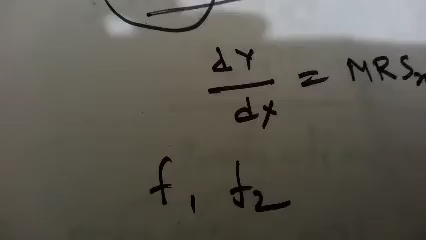 dY
dX = MRS
f₁ f₂